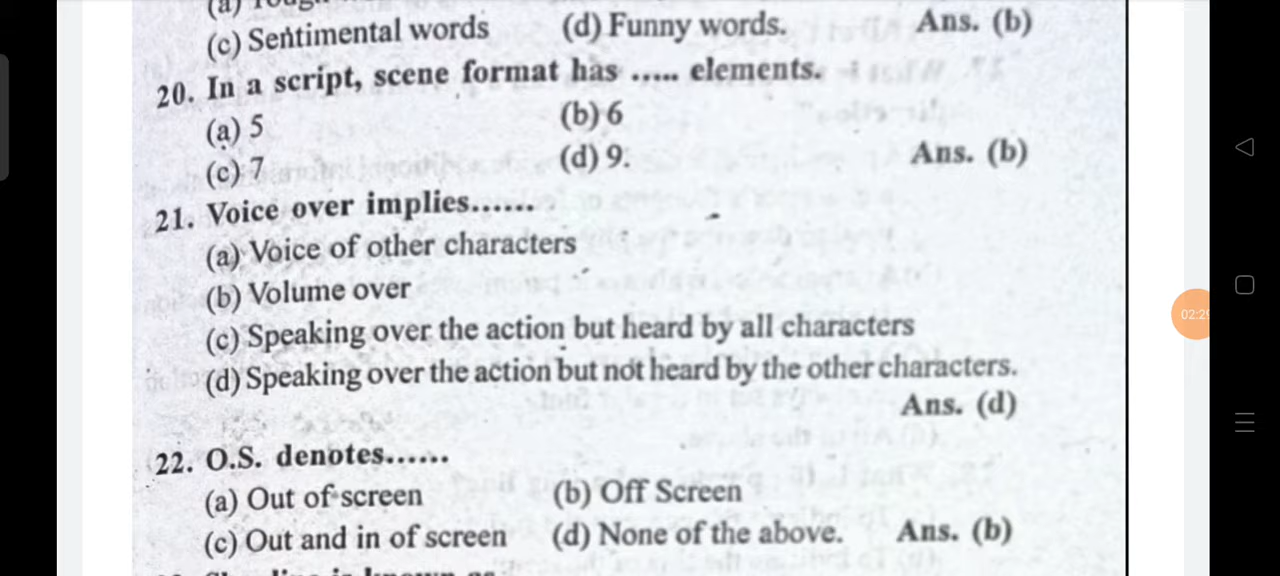 (c) Sentimental words (d) Funny words. Ans. (b)
20. In a script, scene format has ..... elements.
(a) 5 (b) 6
(c) 7 (d) 9. Ans. (b)
21. Voice over implies......
(a) Voice of other characters
(b) Volume over
(c) Speaking over the action but heard by all characters
(d) Speaking over the action but not heard by the other characters.
Ans. (d)
22. O.S. denotes......
(a) Out of screen (b) Off Screen
(c) Out and in of screen (d) None of the above. Ans. (b)